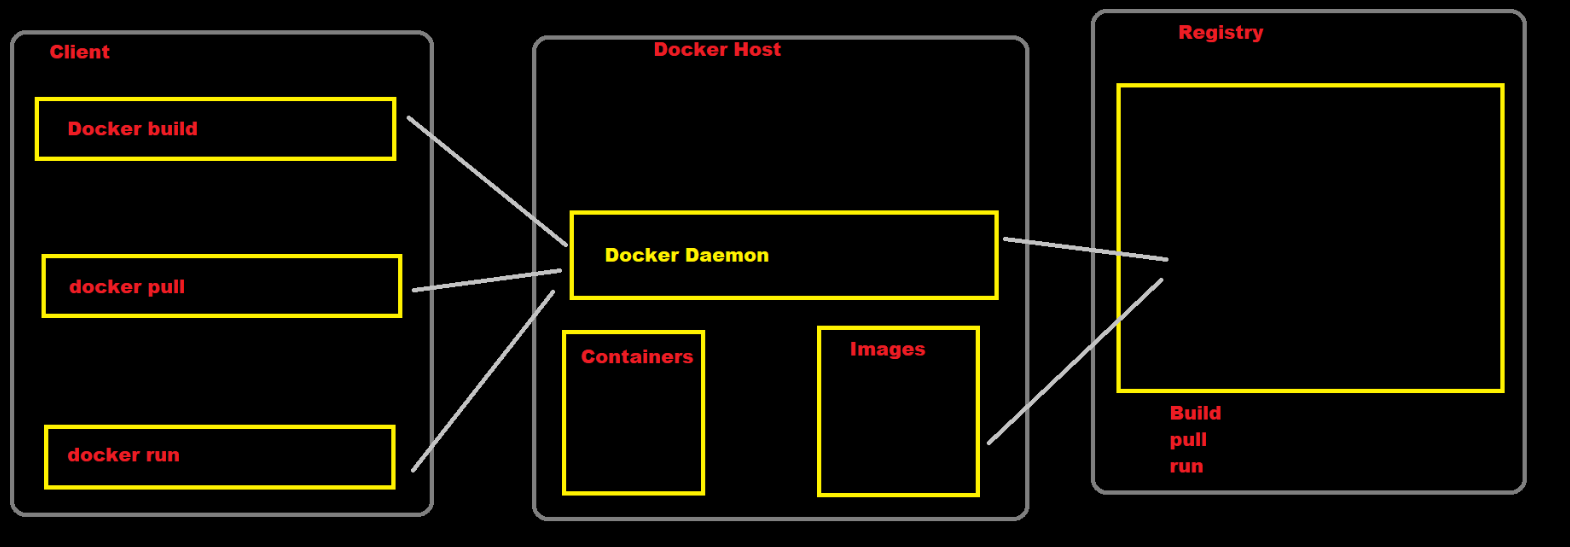 Client
Docker build
docker pull
docker run
Docker Host
Docker Daemon
Containers
Images
Registry
Build
pull
run